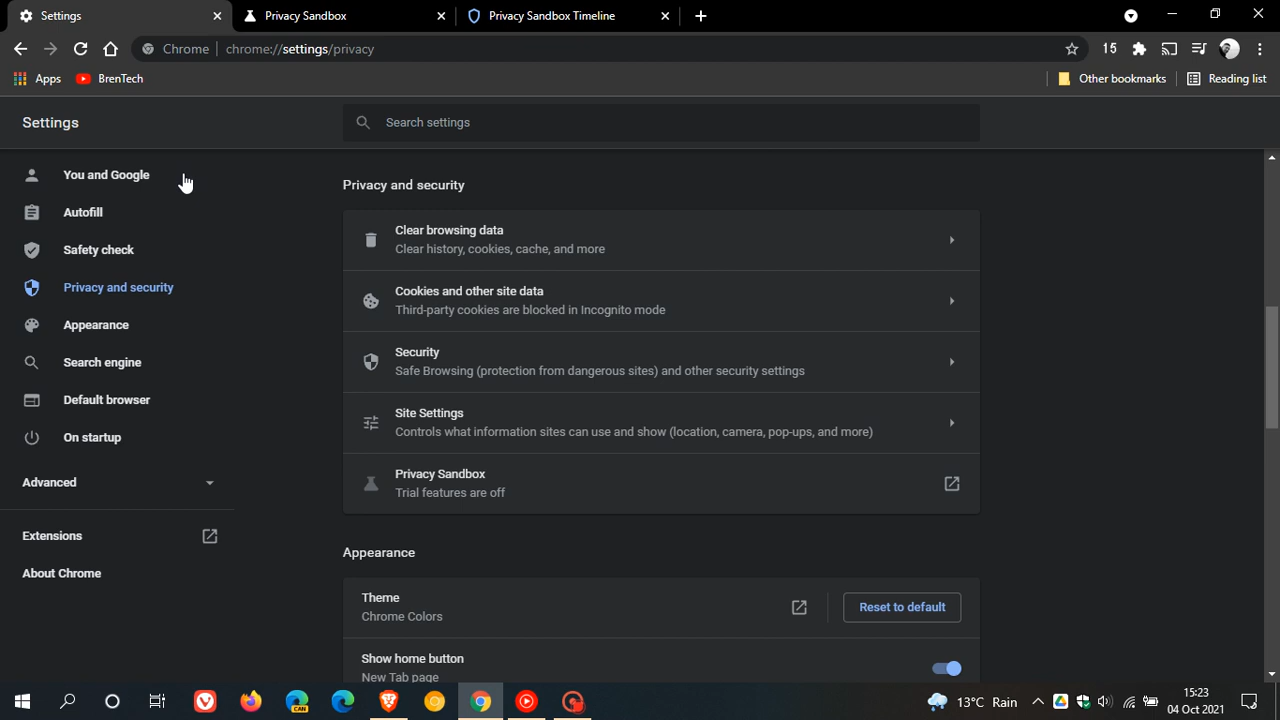 Settings
Privacy Sandbox
Privacy Sandbox Timeline
Chrome
chrome://settings/privacy
15
Apps
BrenTech
Other bookmarks
Reading list
Settings
Search settings
You and Google
Autofill
Safety check
Privacy and security
Appearance
Search engine
Default browser
On startup
Advanced
Extensions
About Chrome
Privacy and security
Clear browsing data
Clear history, cookies, cache, and more
Cookies and other site data
Third-party cookies are blocked in Incognito mode
Security
Safe Browsing (protection from dangerous sites) and other security settings
Site Settings
Controls what information sites can use and show (location, camera, pop-ups, and more)
Privacy Sandbox
Trial features are off
Appearance
Theme
Chrome Colors
Reset to default
Show home button
New Tab page
CAN
13°C Rain
15:23
04 Oct 2021